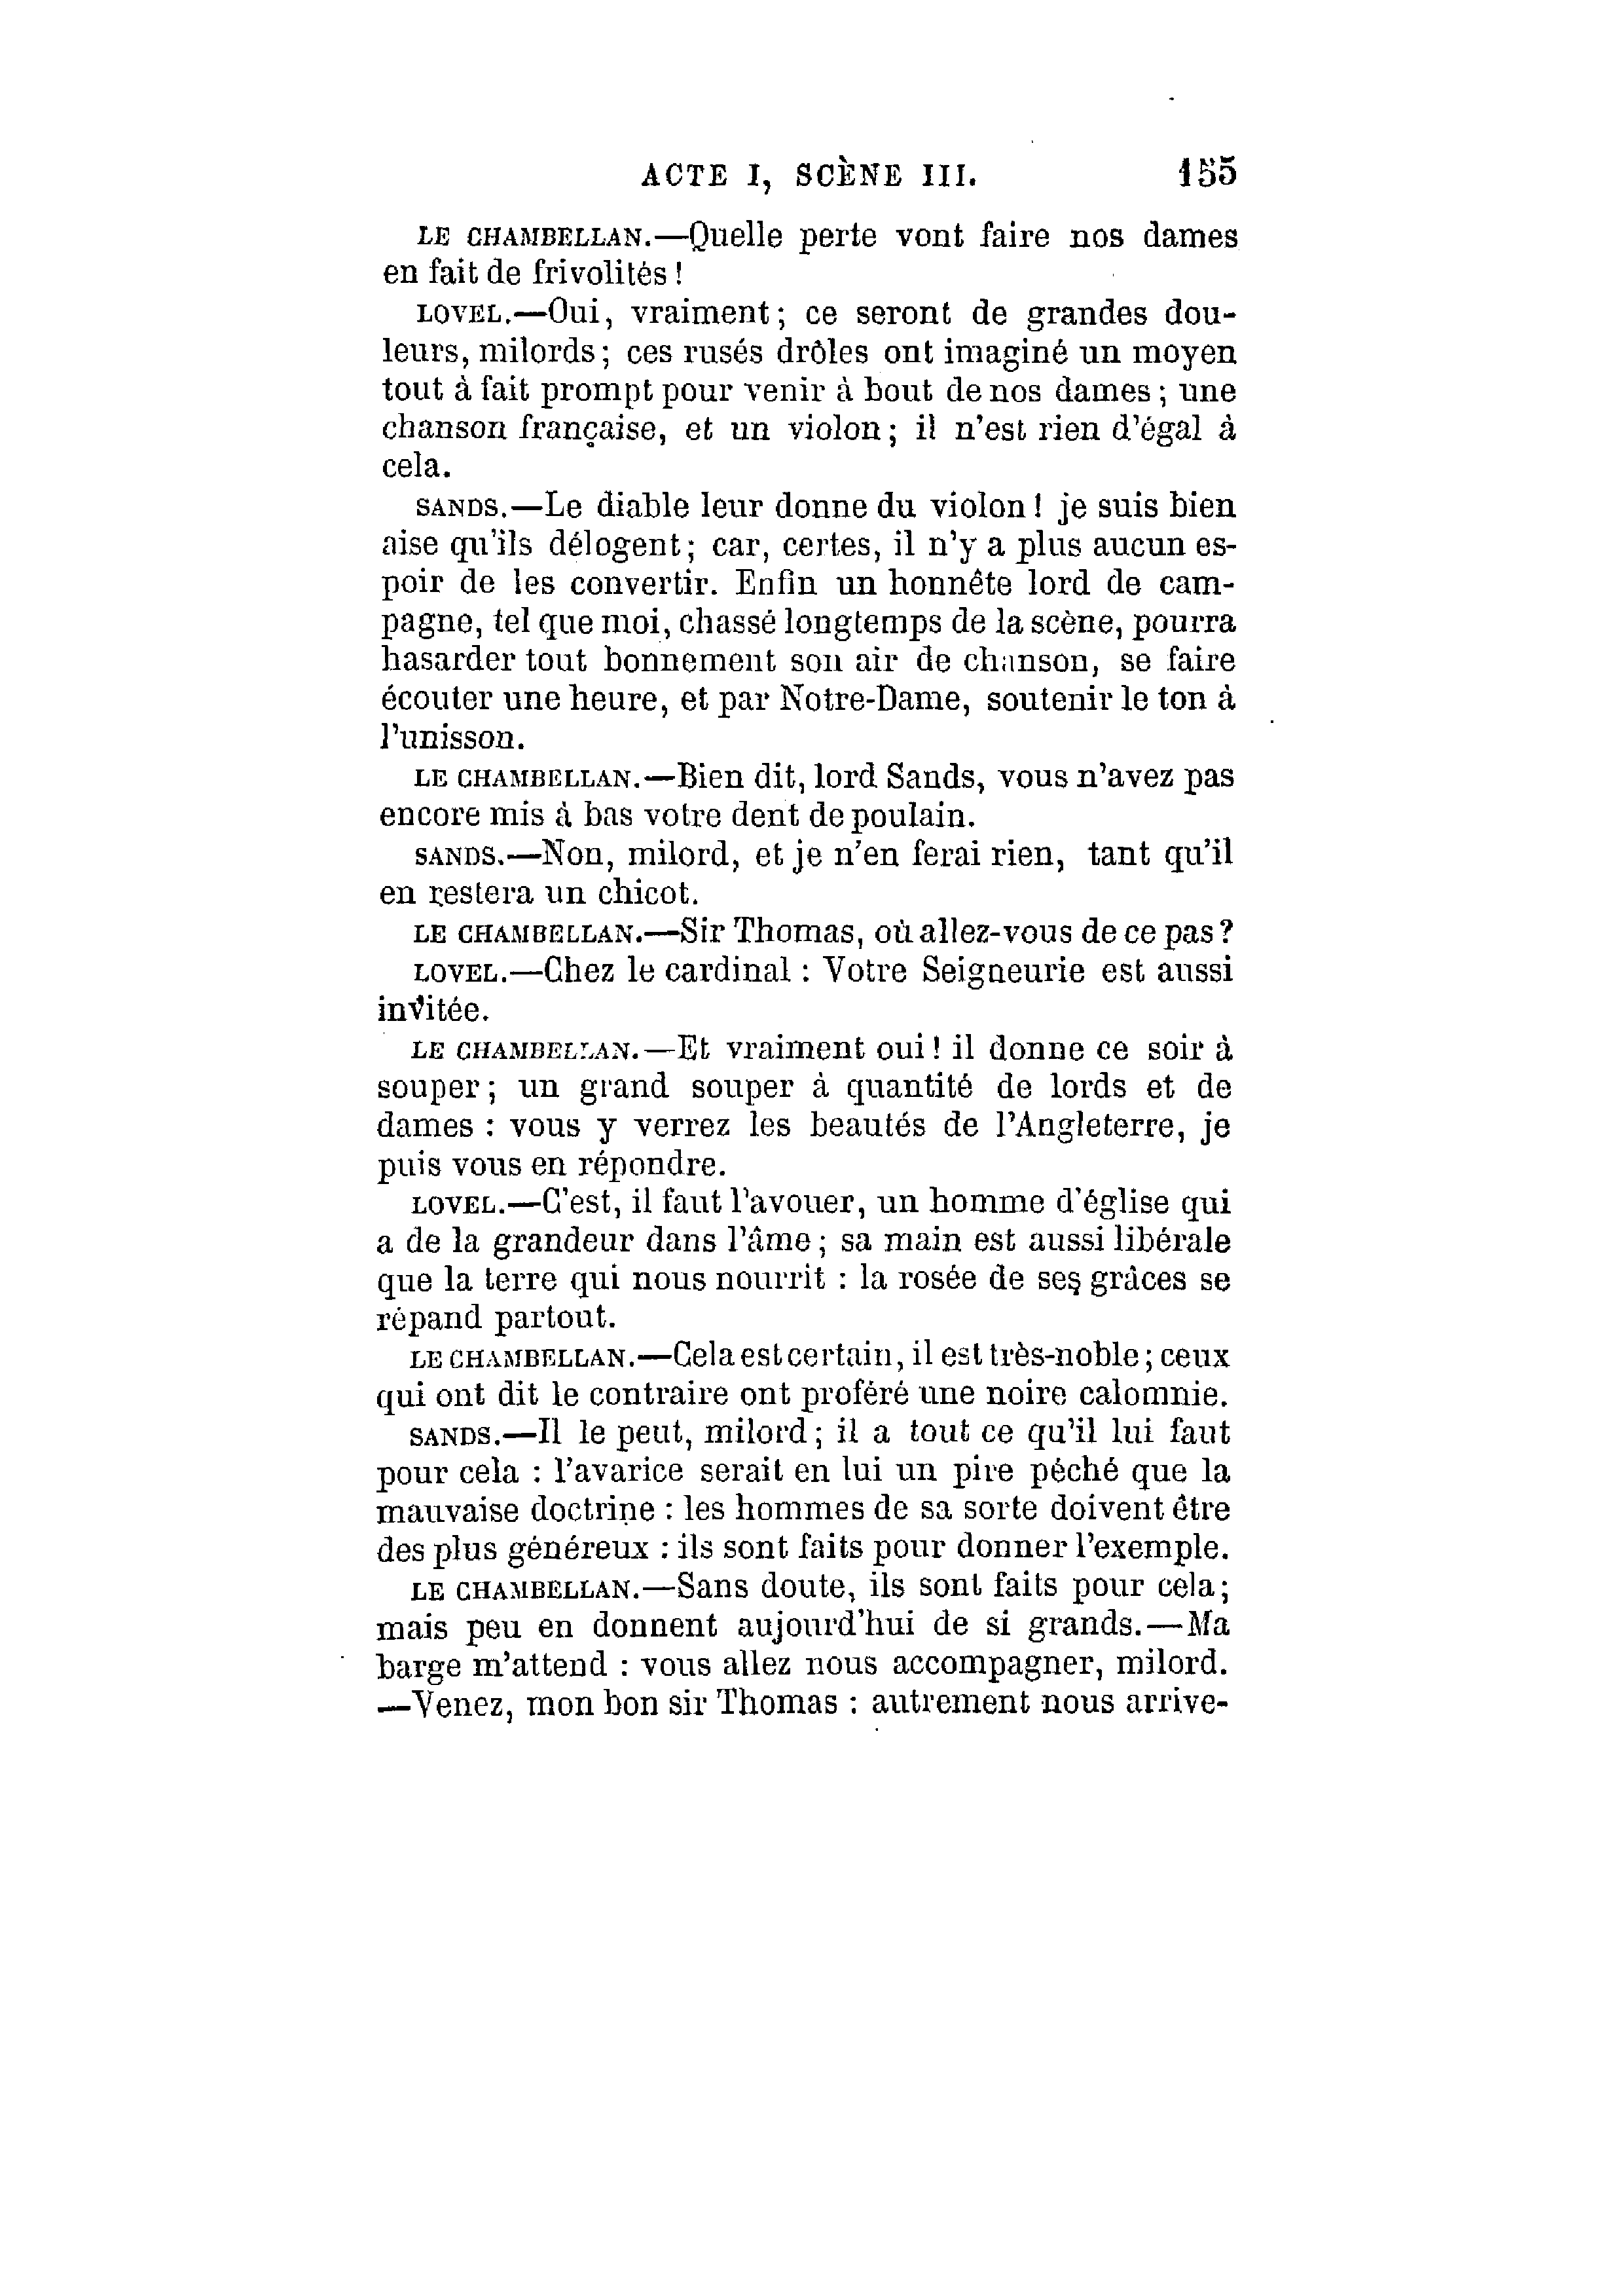 ACTE I, SCÈNE III. 155
LE CHAMBELLAN.—Quelle perte vont faire nos dames
en fait de frivolités !
LOVEL.—Oui, vraiment ; ce seront de grandes dou-
leurs, milords ; ces rusés drôles ont imaginé un moyen
tout à fait prompt pour venir à bout de nos dames ; une
chanson française, et un violon ; il n’est rien d’égal à
cela.
SANDS.—Le diable leur donne du violon ! je suis bien
aise qu’ils délogent ; car, certes, il n’y a plus aucun es-
poir de les convertir. Enfin un honnête lord de cam-
pagne, tel que moi, chassé longtemps de la scène, pourra
hasarder tout bonnement son air de chanson, se faire
écouter une heure, et par Notre-Dame, soutenir le ton à
l’unisson.
LE CHAMBELLAN.—Bien dit, lord Sands, vous n’avez pas
encore mis à bas votre dent de poulain.
SANDS.—Non, milord, et je n’en ferai rien, tant qu’il
en restera un chicot.
LE CHAMBELLAN.—Sir Thomas, où allez-vous de ce pas ?
LOVEL.—Chez le cardinal : Votre Seigneurie est aussi
invitée.
LE CHAMBELLAN.—Et vraiment oui ! il donne ce soir à
souper ; un grand souper à quantité de lords et de
dames : vous y verrez les beautés de l’Angleterre, je
puis vous en répondre.
LOVEL.—C’est, il faut l’avouer, un homme d’église qui
a de la grandeur dans l’âme ; sa main est aussi libérale
que la terre qui nous nourrit : la rosée de ses grâces se
répand partout.
LE CHAMBELLAN.—Cela est certain, il est très-noble ; ceux
qui ont dit le contraire ont proféré une noire calomnie.
SANDS.—Il le peut, milord ; il a tout ce qu’il lui faut
pour cela : l’avarice serait en lui un pire péché que la
mauvaise doctrine : les hommes de sa sorte doivent être
des plus généreux : ils sont faits pour donner l’exemple.
LE CHAMBELLAN.—Sans doute, ils sont faits pour cela ;
mais peu en donnent aujourd’hui de si grands.—Ma
barge m’attend : vous allez nous accompagner, milord.
—Venez, mon bon sir Thomas : autrement nous arrive-